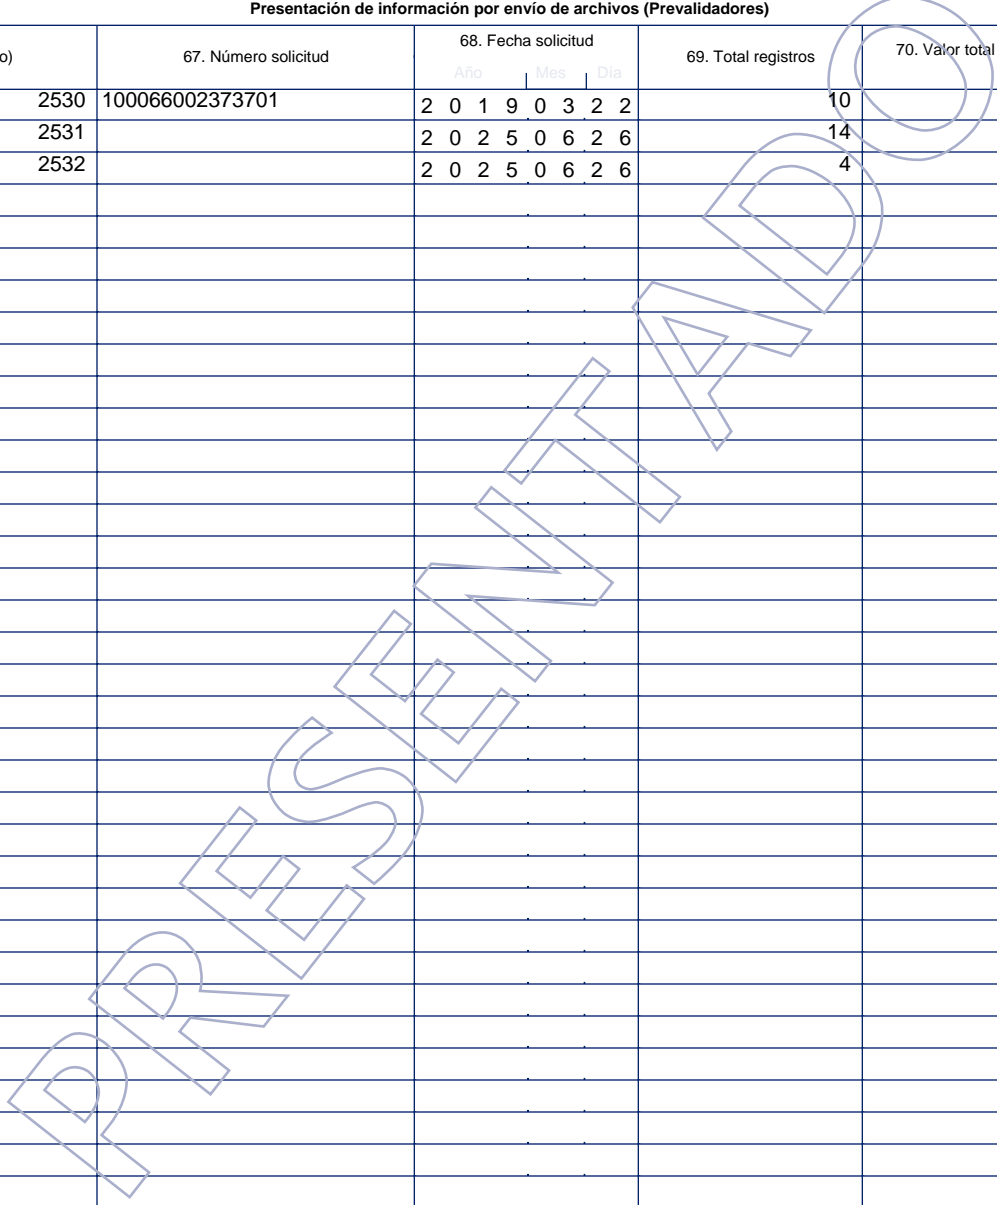 Presentación de información por envío de archivos (Prevalidadores)
o) 67. Número solicitud 68. Fecha solicitud 69. Total registros 70. Valor total
Año Mes Día
2530 100066002373701 2 0 1 9 0 3 2 2 10
2531 2 0 2 5 0 6 2 6 14
2532 2 0 2 5 0 6 2 6 4
PRESENTADO